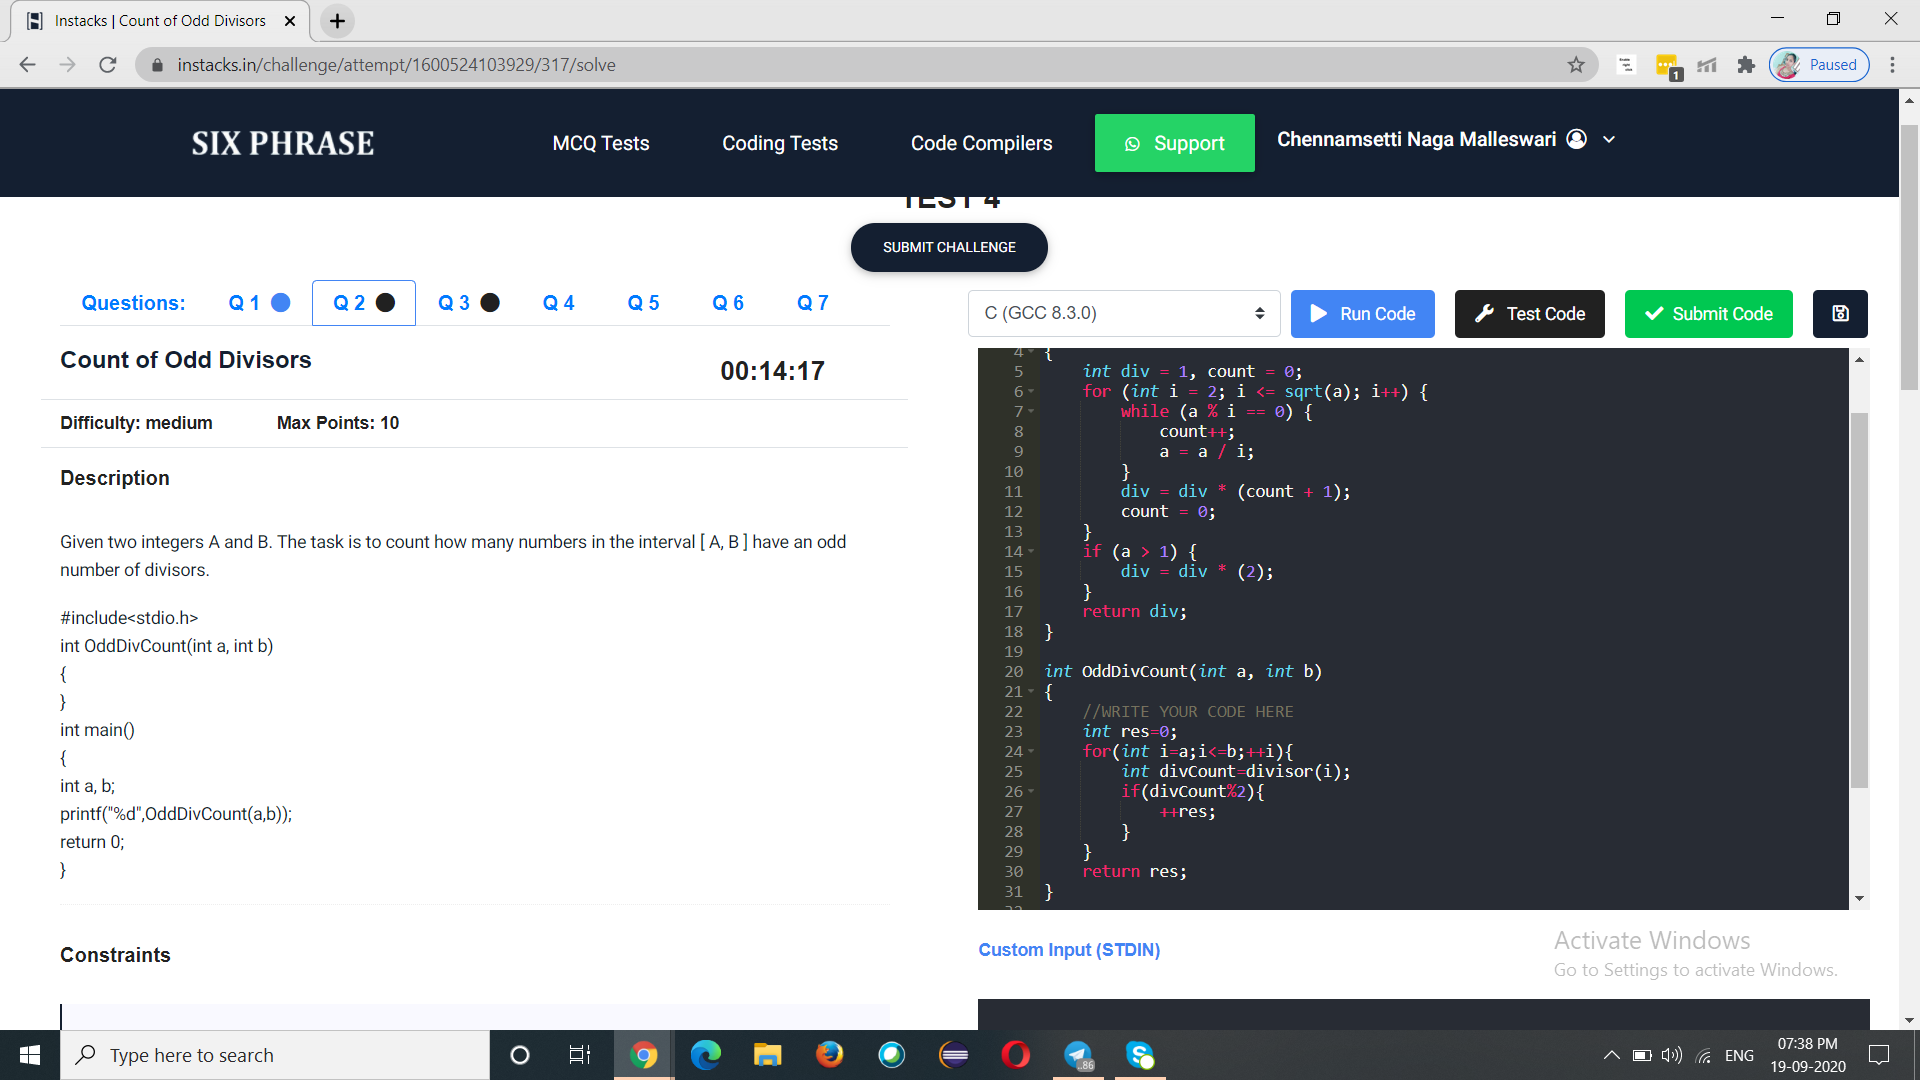 Instacks | Count of Odd Divisors
instacks.in/challenge/attempt/1600524103929/317/solve
1
Paused
SIX PHRASE
MCQ Tests
Coding Tests
Code Compilers
Support
Chennamsetti Naga Malleswari
TEST 4
SUBMIT CHALLENGE
Questions:
Q 1
Q 2
Q 3
Q 4
Q 5
Q 6
Q 7
Count of Odd Divisors
00:14:17
Difficulty: medium
Max Points: 10
Description
Given two integers A and B. The task is to count how many numbers in the interval [ A, B ] have an odd
number of divisors.
#include<stdio.h>
int OddDivCount(int a, int b)
{
}
int main()
{
int a, b;
printf("%d",OddDivCount(a,b));
return 0;
}
Constraints
C (GCC 8.3.0)
Run Code
Test Code
Submit Code
4 {
5 int div = 1, count = 0;
6 for (int i = 2; i <= sqrt(a); i++) {
7 while (a % i == 0) {
8 count++;
9 a = a / i;
10 }
11 div = div * (count + 1);
12 count = 0;
13 }
14 if (a > 1) {
15 div = div * (2);
16 }
17 return div;
18 }
19
20 int OddDivCount(int a, int b)
21 {
22 //WRITE YOUR CODE HERE
23 int res=0;
24 for(int i=a;i<=b;++i){
25 int divCount=divisor(i);
26 if(divCount%2){
27 ++res;
28 }
29 }
30 return res;
31 }
32
Custom Input (STDIN)
Activate Windows
Go to Settings to activate Windows.
Type here to search
86
ENG
07:38 PM
19-09-2020